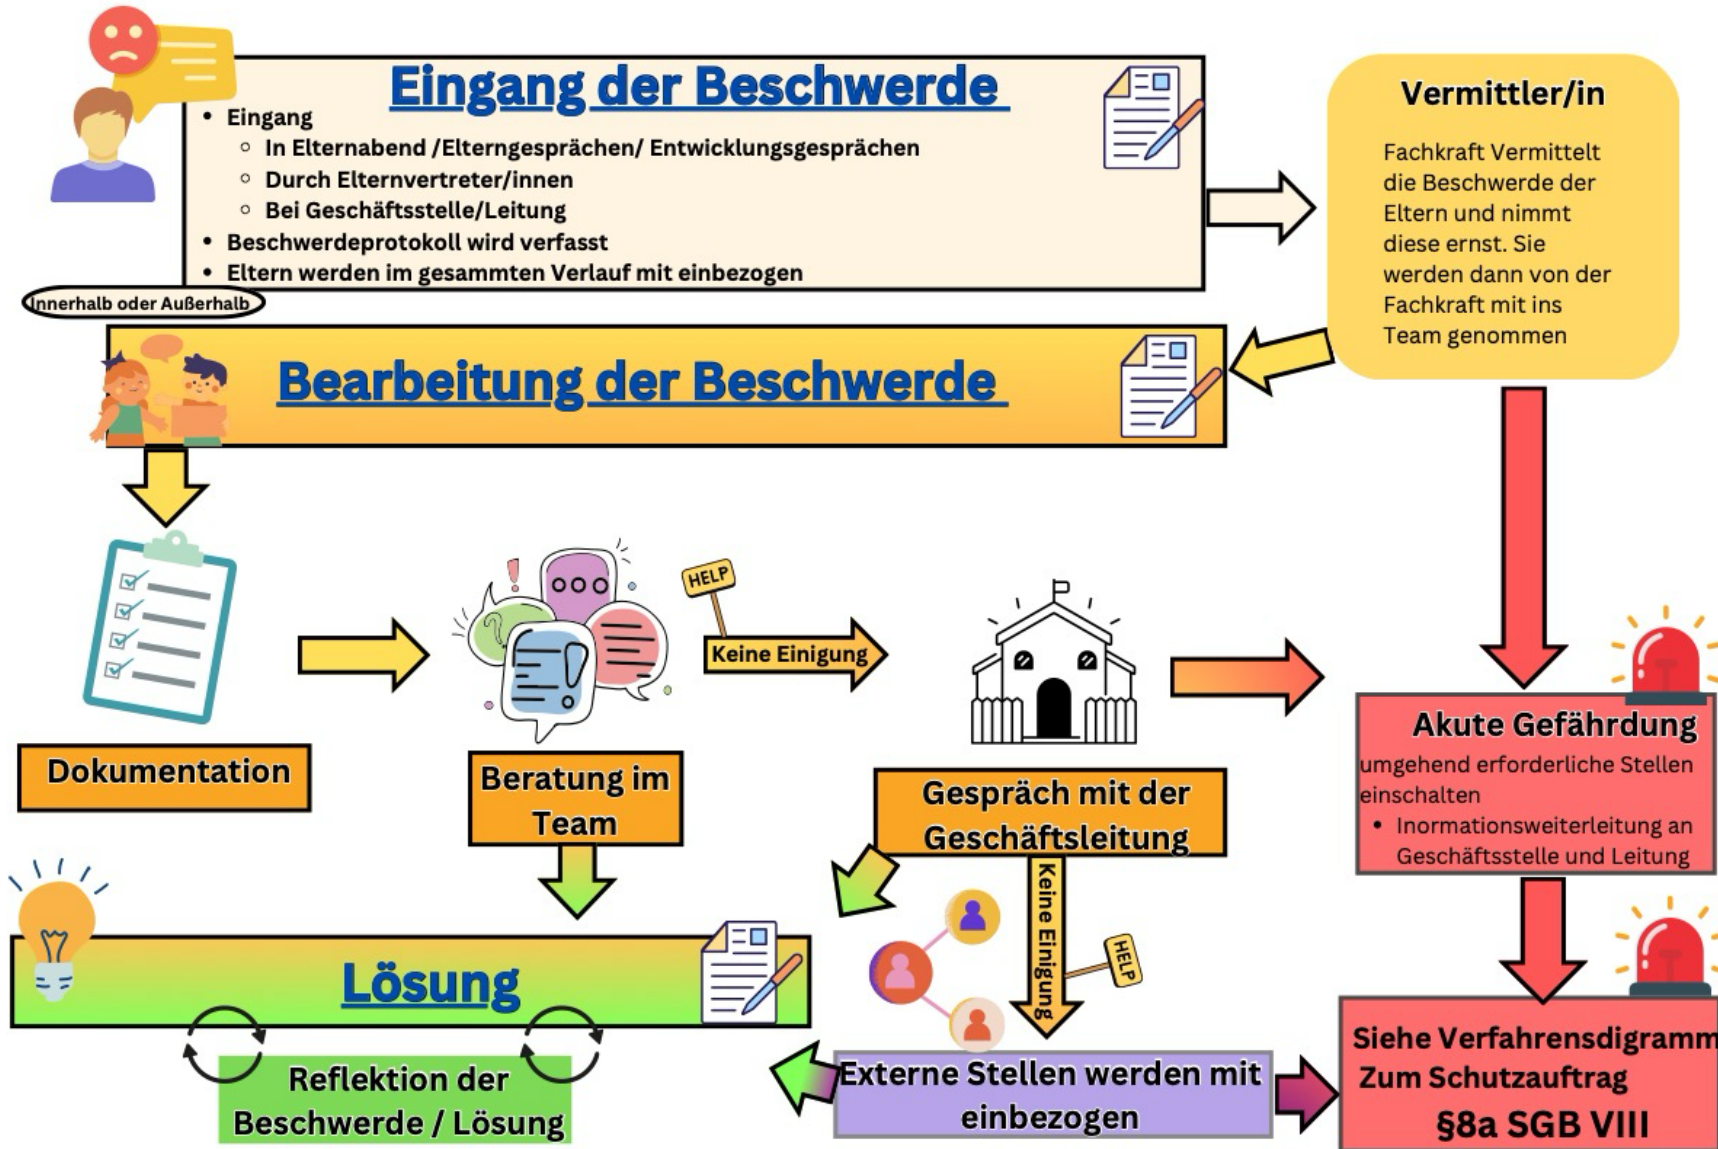 Eingang der Beschwerde
• Eingang
◦ In Elternabend /Elterngesprächen/ Entwicklungsgesprächen
◦ Durch Elternvertreter/innen
◦ Bei Geschäftsstelle/Leitung
• Beschwerdeprotokoll wird verfasst
• Eltern werden im gesammten Verlauf mit einbezogen
Innerhalb oder Außerhalb
Vermittler/in
Fachkraft Vermittelt
die Beschwerde der
Eltern und nimmt
diese ernst. Sie
werden dann von der
Fachkraft mit ins
Team genommen
Bearbeitung der Beschwerde
Dokumentation
Beratung im
Team
HELP
Keine Einigung
Gespräch mit der
Geschäftsleitung
Akute Gefährdung
umgehend erforderliche Stellen
einschalten
• Inormationsweiterleitung an
Geschäftsstelle und Leitung
Keine Einigung
HELP
Lösung
Reflektion der
Beschwerde / Lösung
Externe Stellen werden mit
einbezogen
Siehe Verfahrensdigramm
Zum Schutzauftrag
§8a SGB VIII